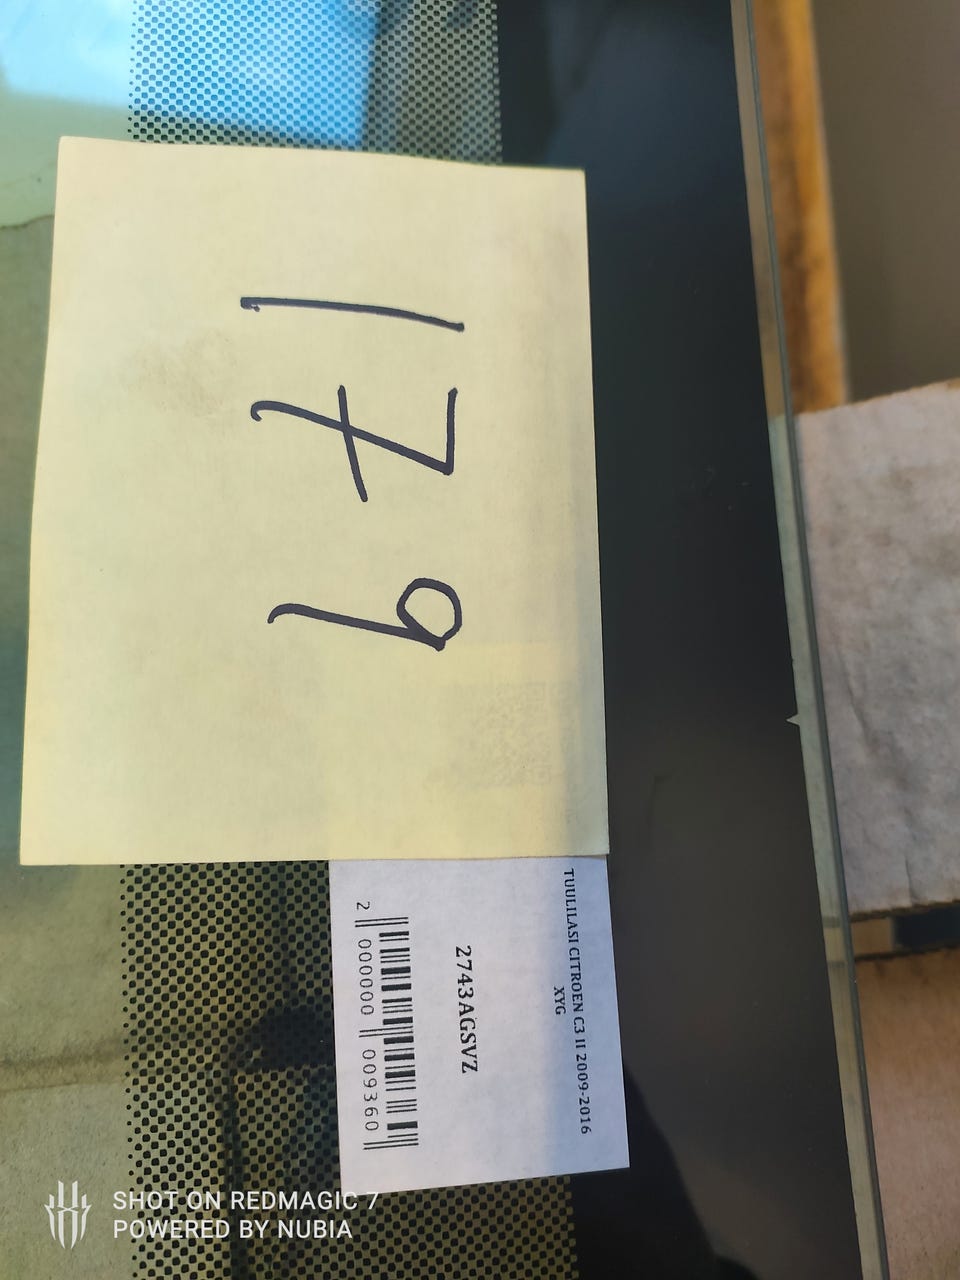 179
TUULILASI CITROEN C3 II 2009-2016
XYG
2743AGSVZ
2 000000 009360
SHOT ON REDMAGIC 7
POWERED BY NUBIA